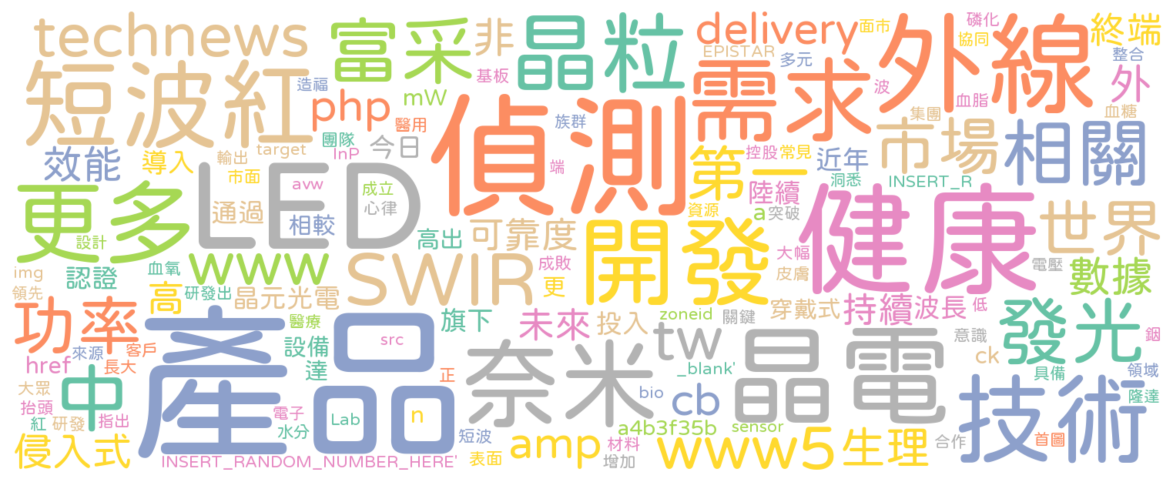 technews
富采
非
晶粒
delivery
EPISTAR
面市
多元
外線
磷化
協同
終端
整合
短波紅
造福
php
mW
基板
醫用
偵測
族群
需求
波
血脂
外
血糖
集團
市場
相關
效能
導入
輸出
市面
target
團隊
InP
今日
avw
成立
心律
端
第一
控股
常見
近年
洞悉
INSERT_R
陸續
a
突破
更多
設計
LED
通過
相較
高出
可靠度
成敗
更
資源
開發
大幅
皮膚
健康
世界
電壓
數據
img
領先
認證
血氧
www
高
研發出
晶元光電
SWIR
穿戴式
持續
波長
低
功率
醫療
旗下
未來
投入
zoneid
關鍵
發光
意識
銦
href
來源
客戶
長大
中
產品
設備
達
src
正
奈米
tw
_blank'
晶電
ck
具備
領域
隆達
大眾
抬頭
紅
研發
指出
電子
水分
Lab
n
短波
bio
cb
a4b3f35b
sensor
技術
侵入式
INSERT_RANDOM_NUMBER_HERE'
表面
amp
材料
增加
www5
生理
合作
首圖